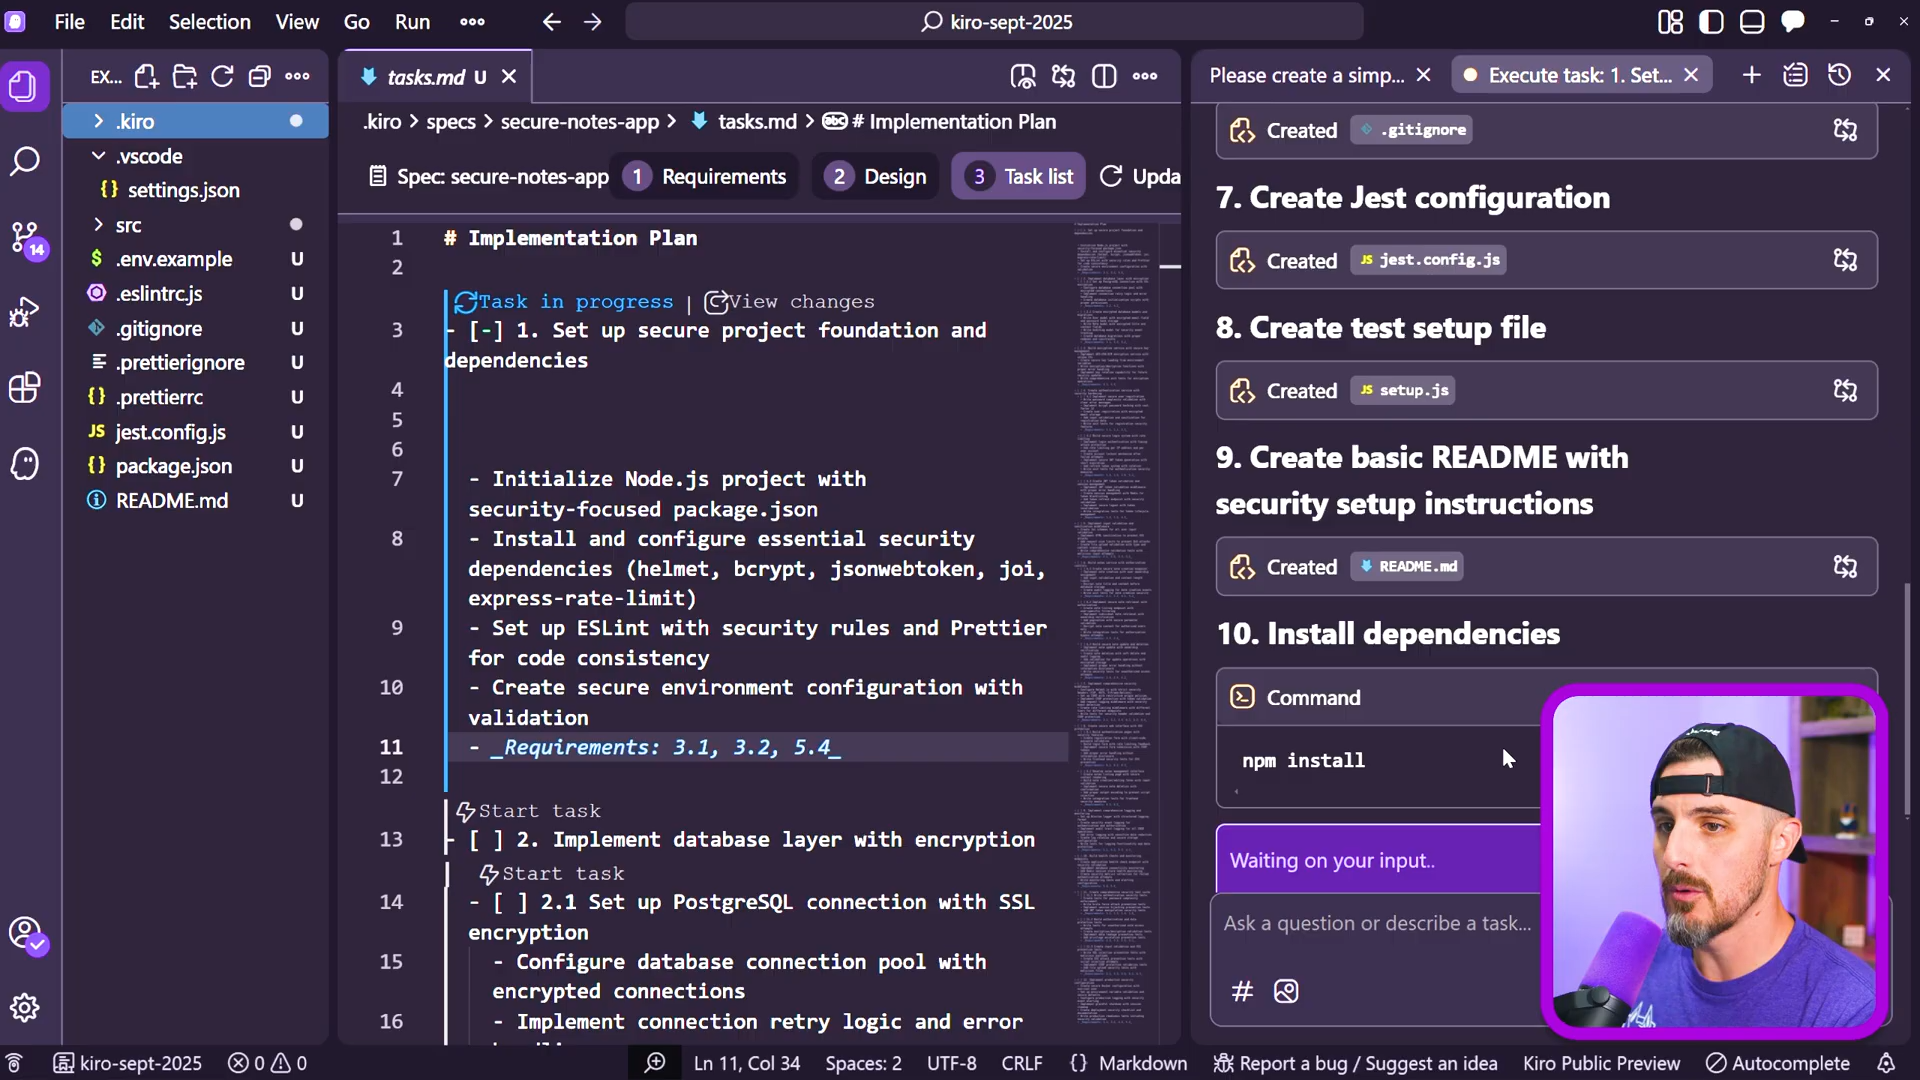 File Edit Selection View Go Run
kiro-sept-2025
EX...
.kiro
.vscode
settings.json
src
.env.example U
.eslintrc.js U
.gitignore U
.prettierignore U
.prettierrc U
jest.config.js U
package.json U
README.md U
14
tasks.md U
.kiro > specs > secure-notes-app > tasks.md > # Implementation Plan
Spec: secure-notes-app 1 Requirements 2 Design 3 Task list Upda
1 # Implementation Plan
2
Task in progress | View changes
3 - [-] 1. Set up secure project foundation and
dependencies
4
5
6
7 - Initialize Node.js project with
security-focused package.json
8 - Install and configure essential security
dependencies (helmet, bcrypt, jsonwebtoken, joi,
express-rate-limit)
9 - Set up ESLint with security rules and Prettier
for code consistency
10 - Create secure environment configuration with
validation
11 - _Requirements: 3.1, 3.2, 5.4_
12
Start task
13 - [ ] 2. Implement database layer with encryption
Start task
14 - [ ] 2.1 Set up PostgreSQL connection with SSL
encryption
15 - Configure database connection pool with
encrypted connections
16 - Implement connection retry logic and error
Please create a simp... Execute task: 1. Set...
Created .gitignore
7. Create Jest configuration
Created JS jest.config.js
8. Create test setup file
Created JS setup.js
9. Create basic README with
security setup instructions
Created README.md
10. Install dependencies
Command
npm install
Waiting on your input..
Ask a question or describe a task...
kiro-sept-2025 0 0 Ln 11, Col 34 Spaces: 2 UTF-8 CRLF {} Markdown Report a bug / Suggest an idea Kiro Public Preview Autocomplete